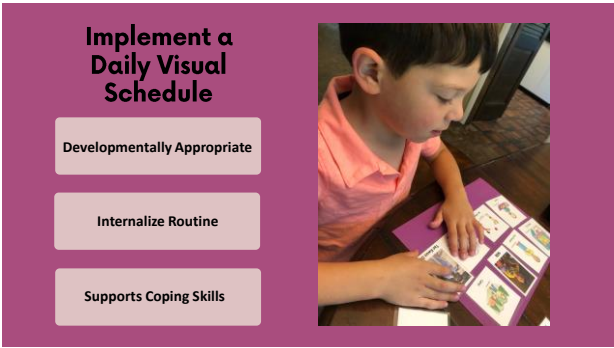 Implement a
Daily Visual
Schedule
Developmentally Appropriate
Internalize Routine
Supports Coping Skills